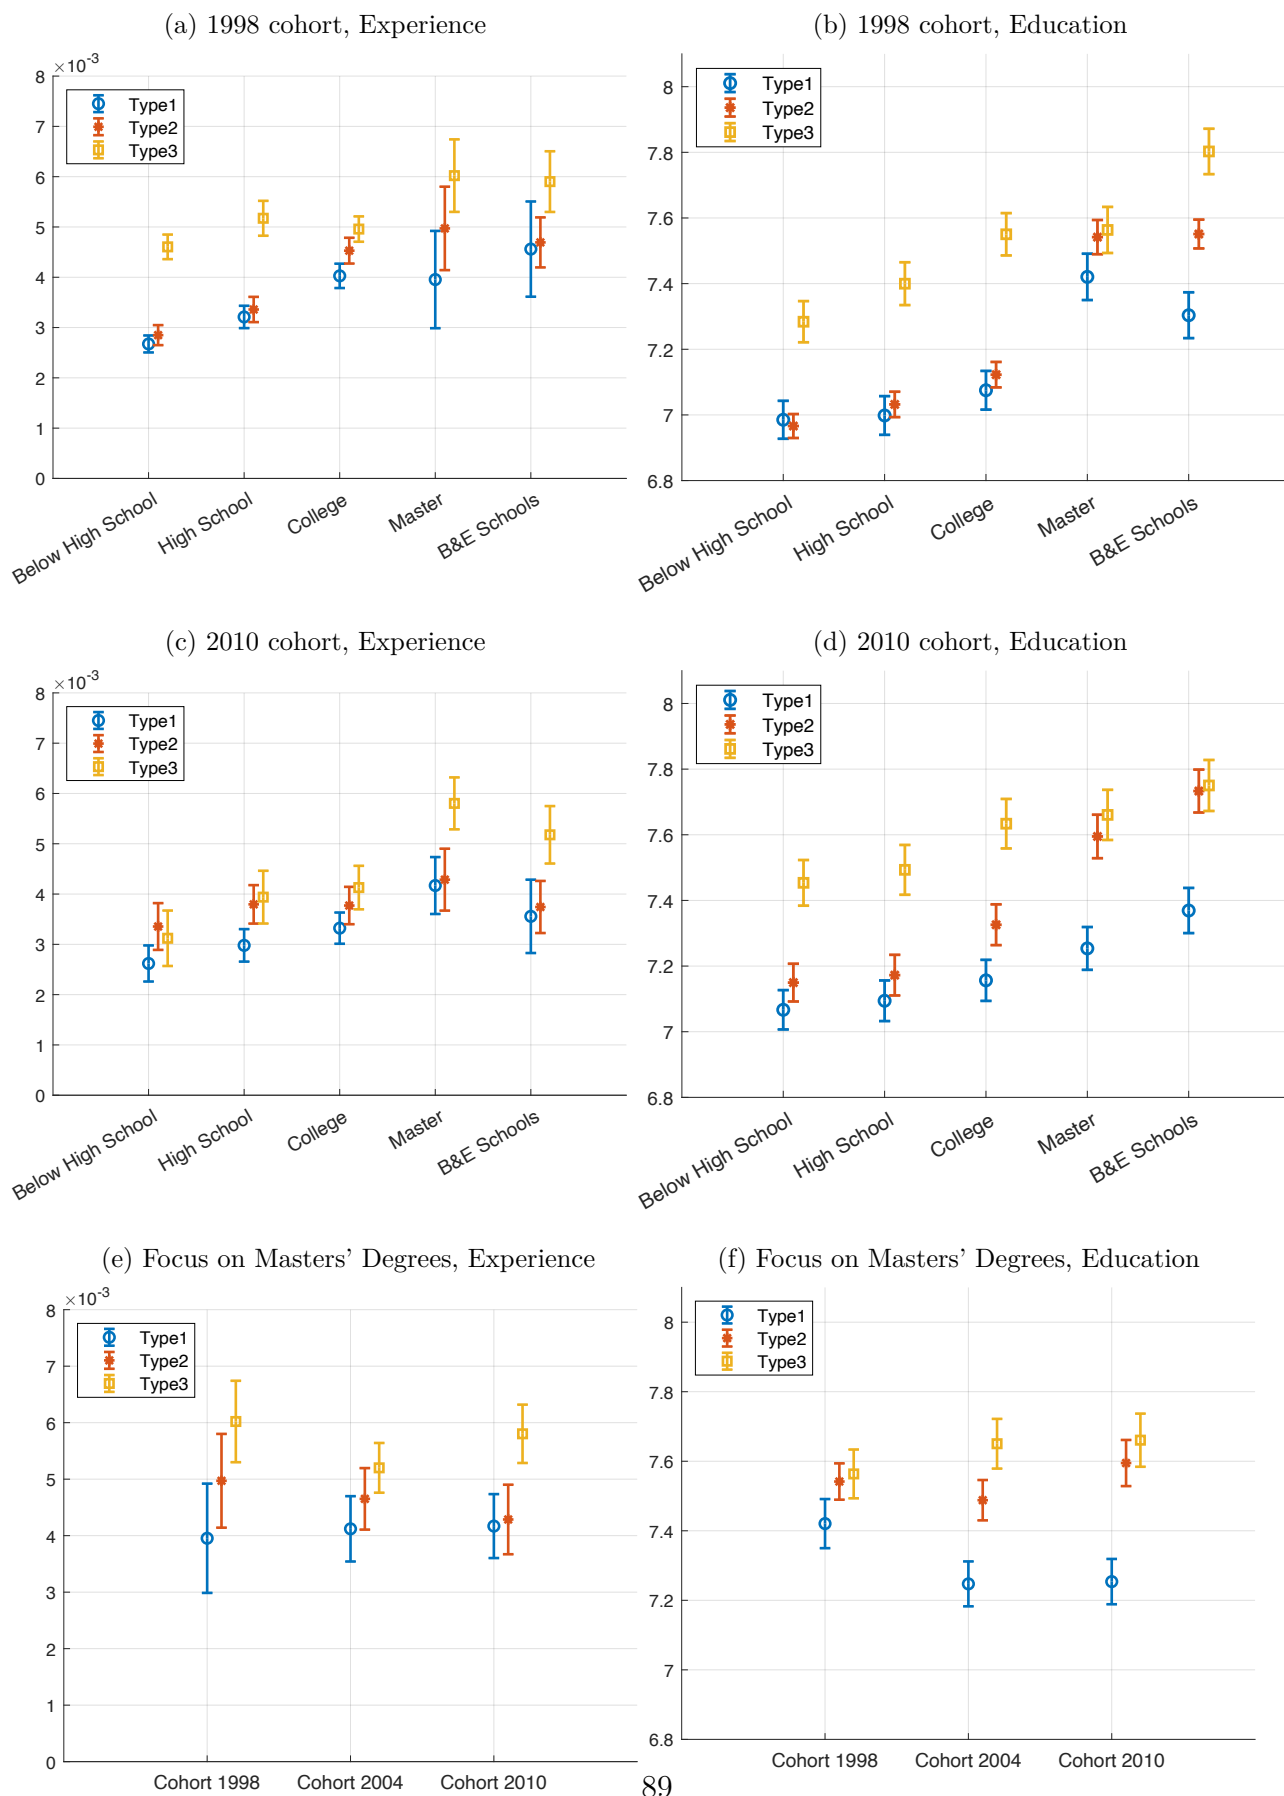 (a) 1998 cohort, Experience
×10⁻³
8
7
6
5
4
3
2
1
0
Type1
Type2
Type3
Below High School
High School
College
Master
B&E Schools
(b) 1998 cohort, Education
8
7.8
7.6
7.4
7.2
7
6.8
Type1
Type2
Type3
Below High School
High School
College
Master
B&E Schools
(c) 2010 cohort, Experience
×10⁻³
8
7
6
5
4
3
2
1
0
Type1
Type2
Type3
Below High School
High School
College
Master
B&E Schools
(d) 2010 cohort, Education
8
7.8
7.6
7.4
7.2
7
6.8
Type1
Type2
Type3
Below High School
High School
College
Master
B&E Schools
(e) Focus on Masters' Degrees, Experience
×10⁻³
8
7
6
5
4
3
2
1
0
Type1
Type2
Type3
Cohort 1998
Cohort 2004
Cohort 2010
(f) Focus on Masters' Degrees, Education
8
7.8
7.6
7.4
7.2
7
6.8
Type1
Type2
Type3
Cohort 1998
Cohort 2004
Cohort 2010
89